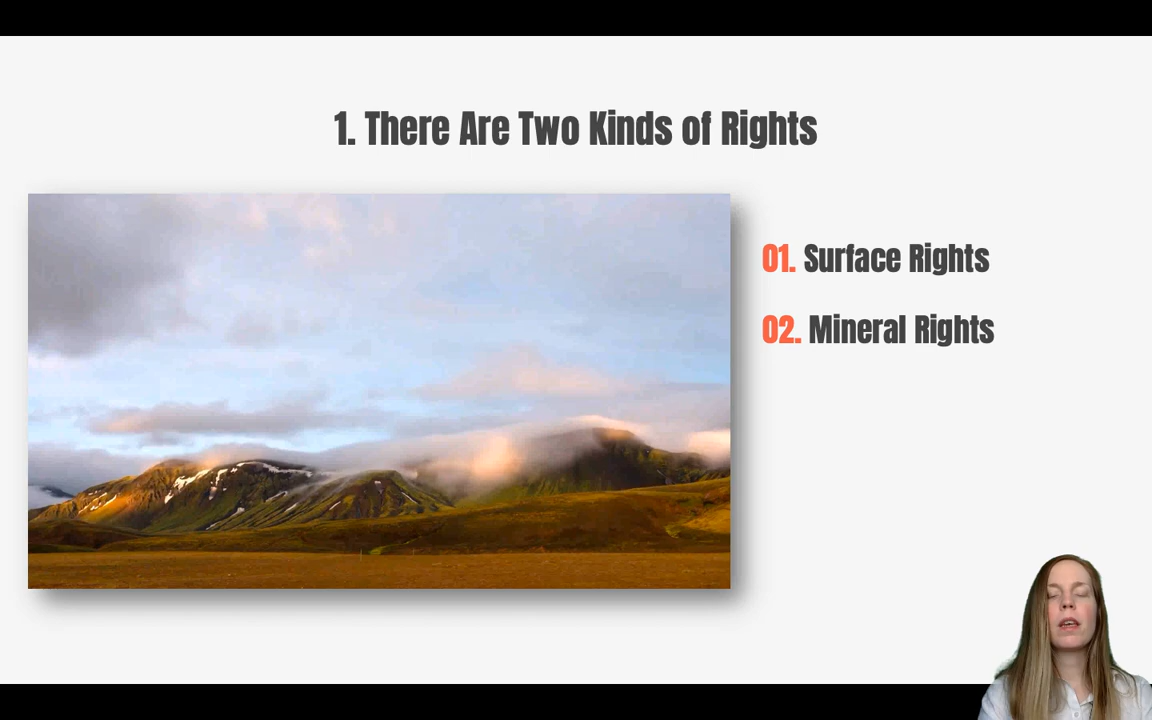 1. There Are Two Kinds of Rights
01. Surface Rights
02. Mineral Rights